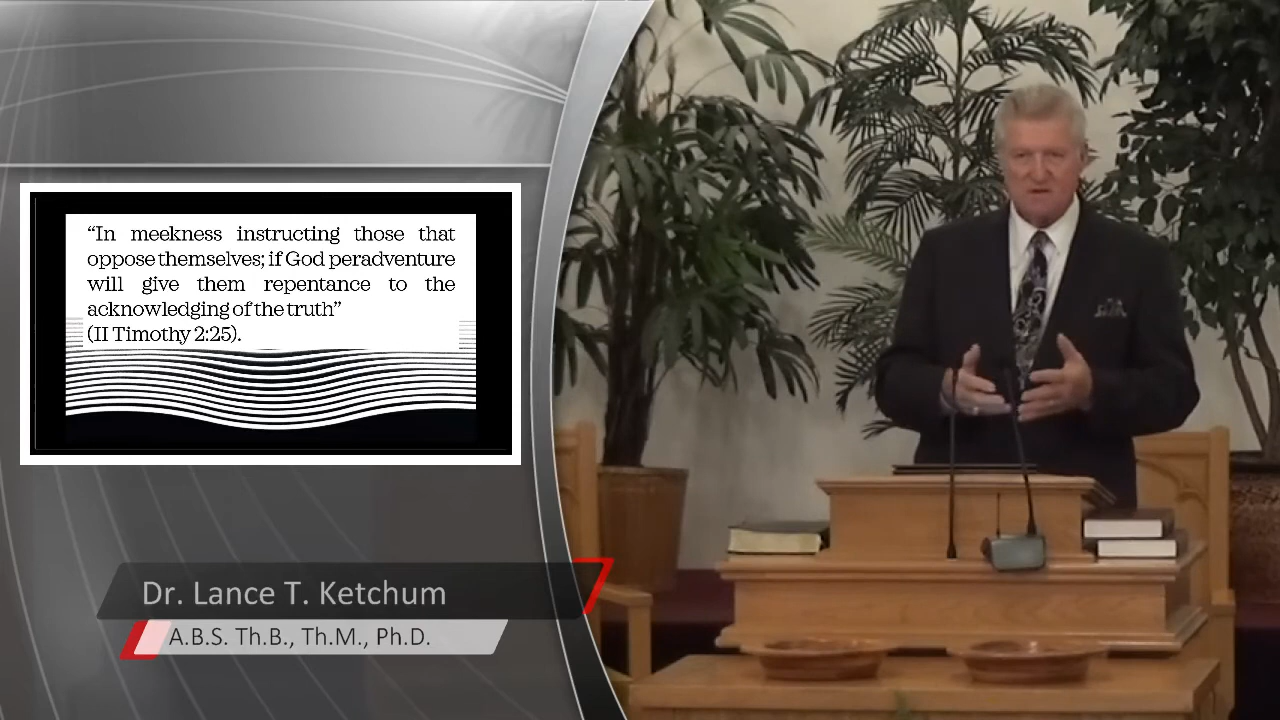 “In meekness instructing those that
oppose themselves; if God peradventure
will give them repentance to the
acknowledging of the truth”
(II Timothy 2:25).
Dr. Lance T. Ketchum
A.B.S. Th.B., Th.M., Ph.D.